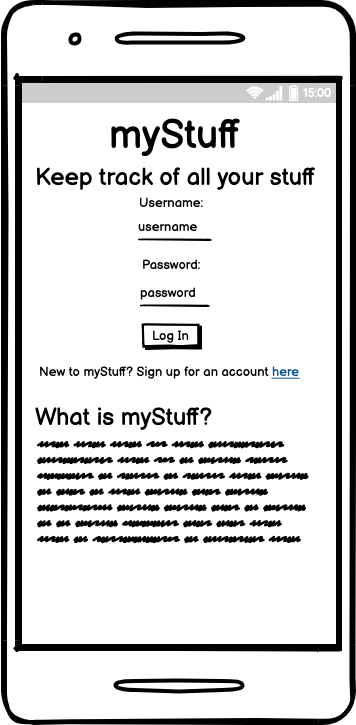 15:00
myStuff
Keep track of all your stuff
Username:
username
Password:
password
Log In
New to myStuff? Sign up for an account here
What is myStuff?